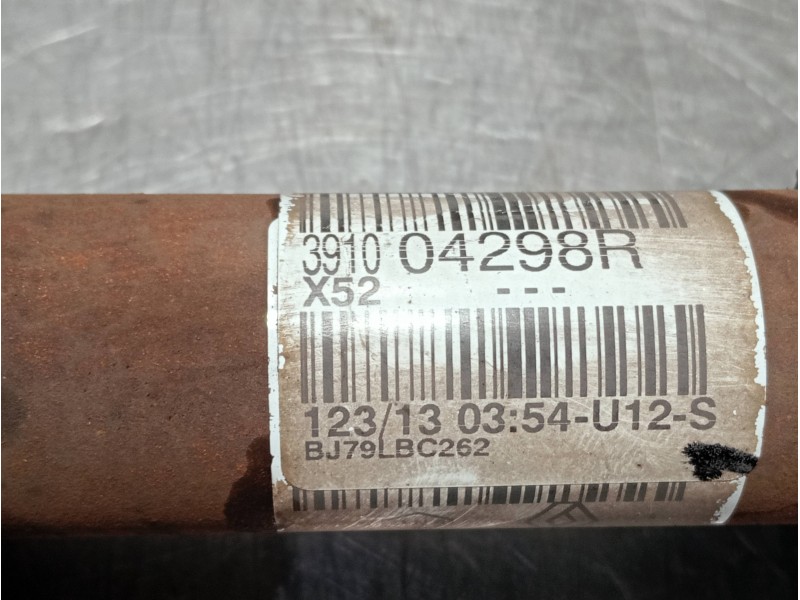 3910 04298R
X52 ---
123/13 03:54-U12-S
BJ79LBC262